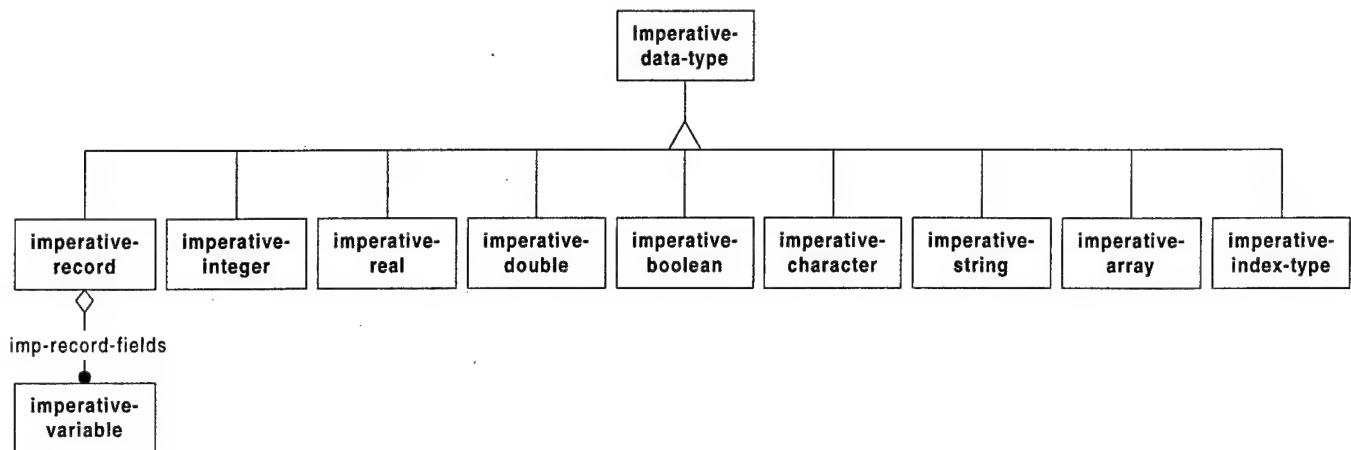 Imperative-
data-type
imperative-
record
imperative-
integer
imperative-
real
imperative-
double
imperative-
boolean
imperative-
character
imperative-
string
imperative-
array
imperative-
index-type
imp-record-fields
imperative-
variable